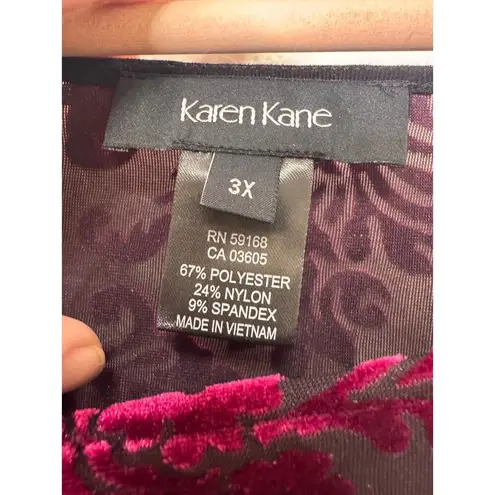 Karen Kane
3X
RN 59168
CA 03605
67% POLYESTER
24% NYLON
9% SPANDEX
MADE IN VIETNAM